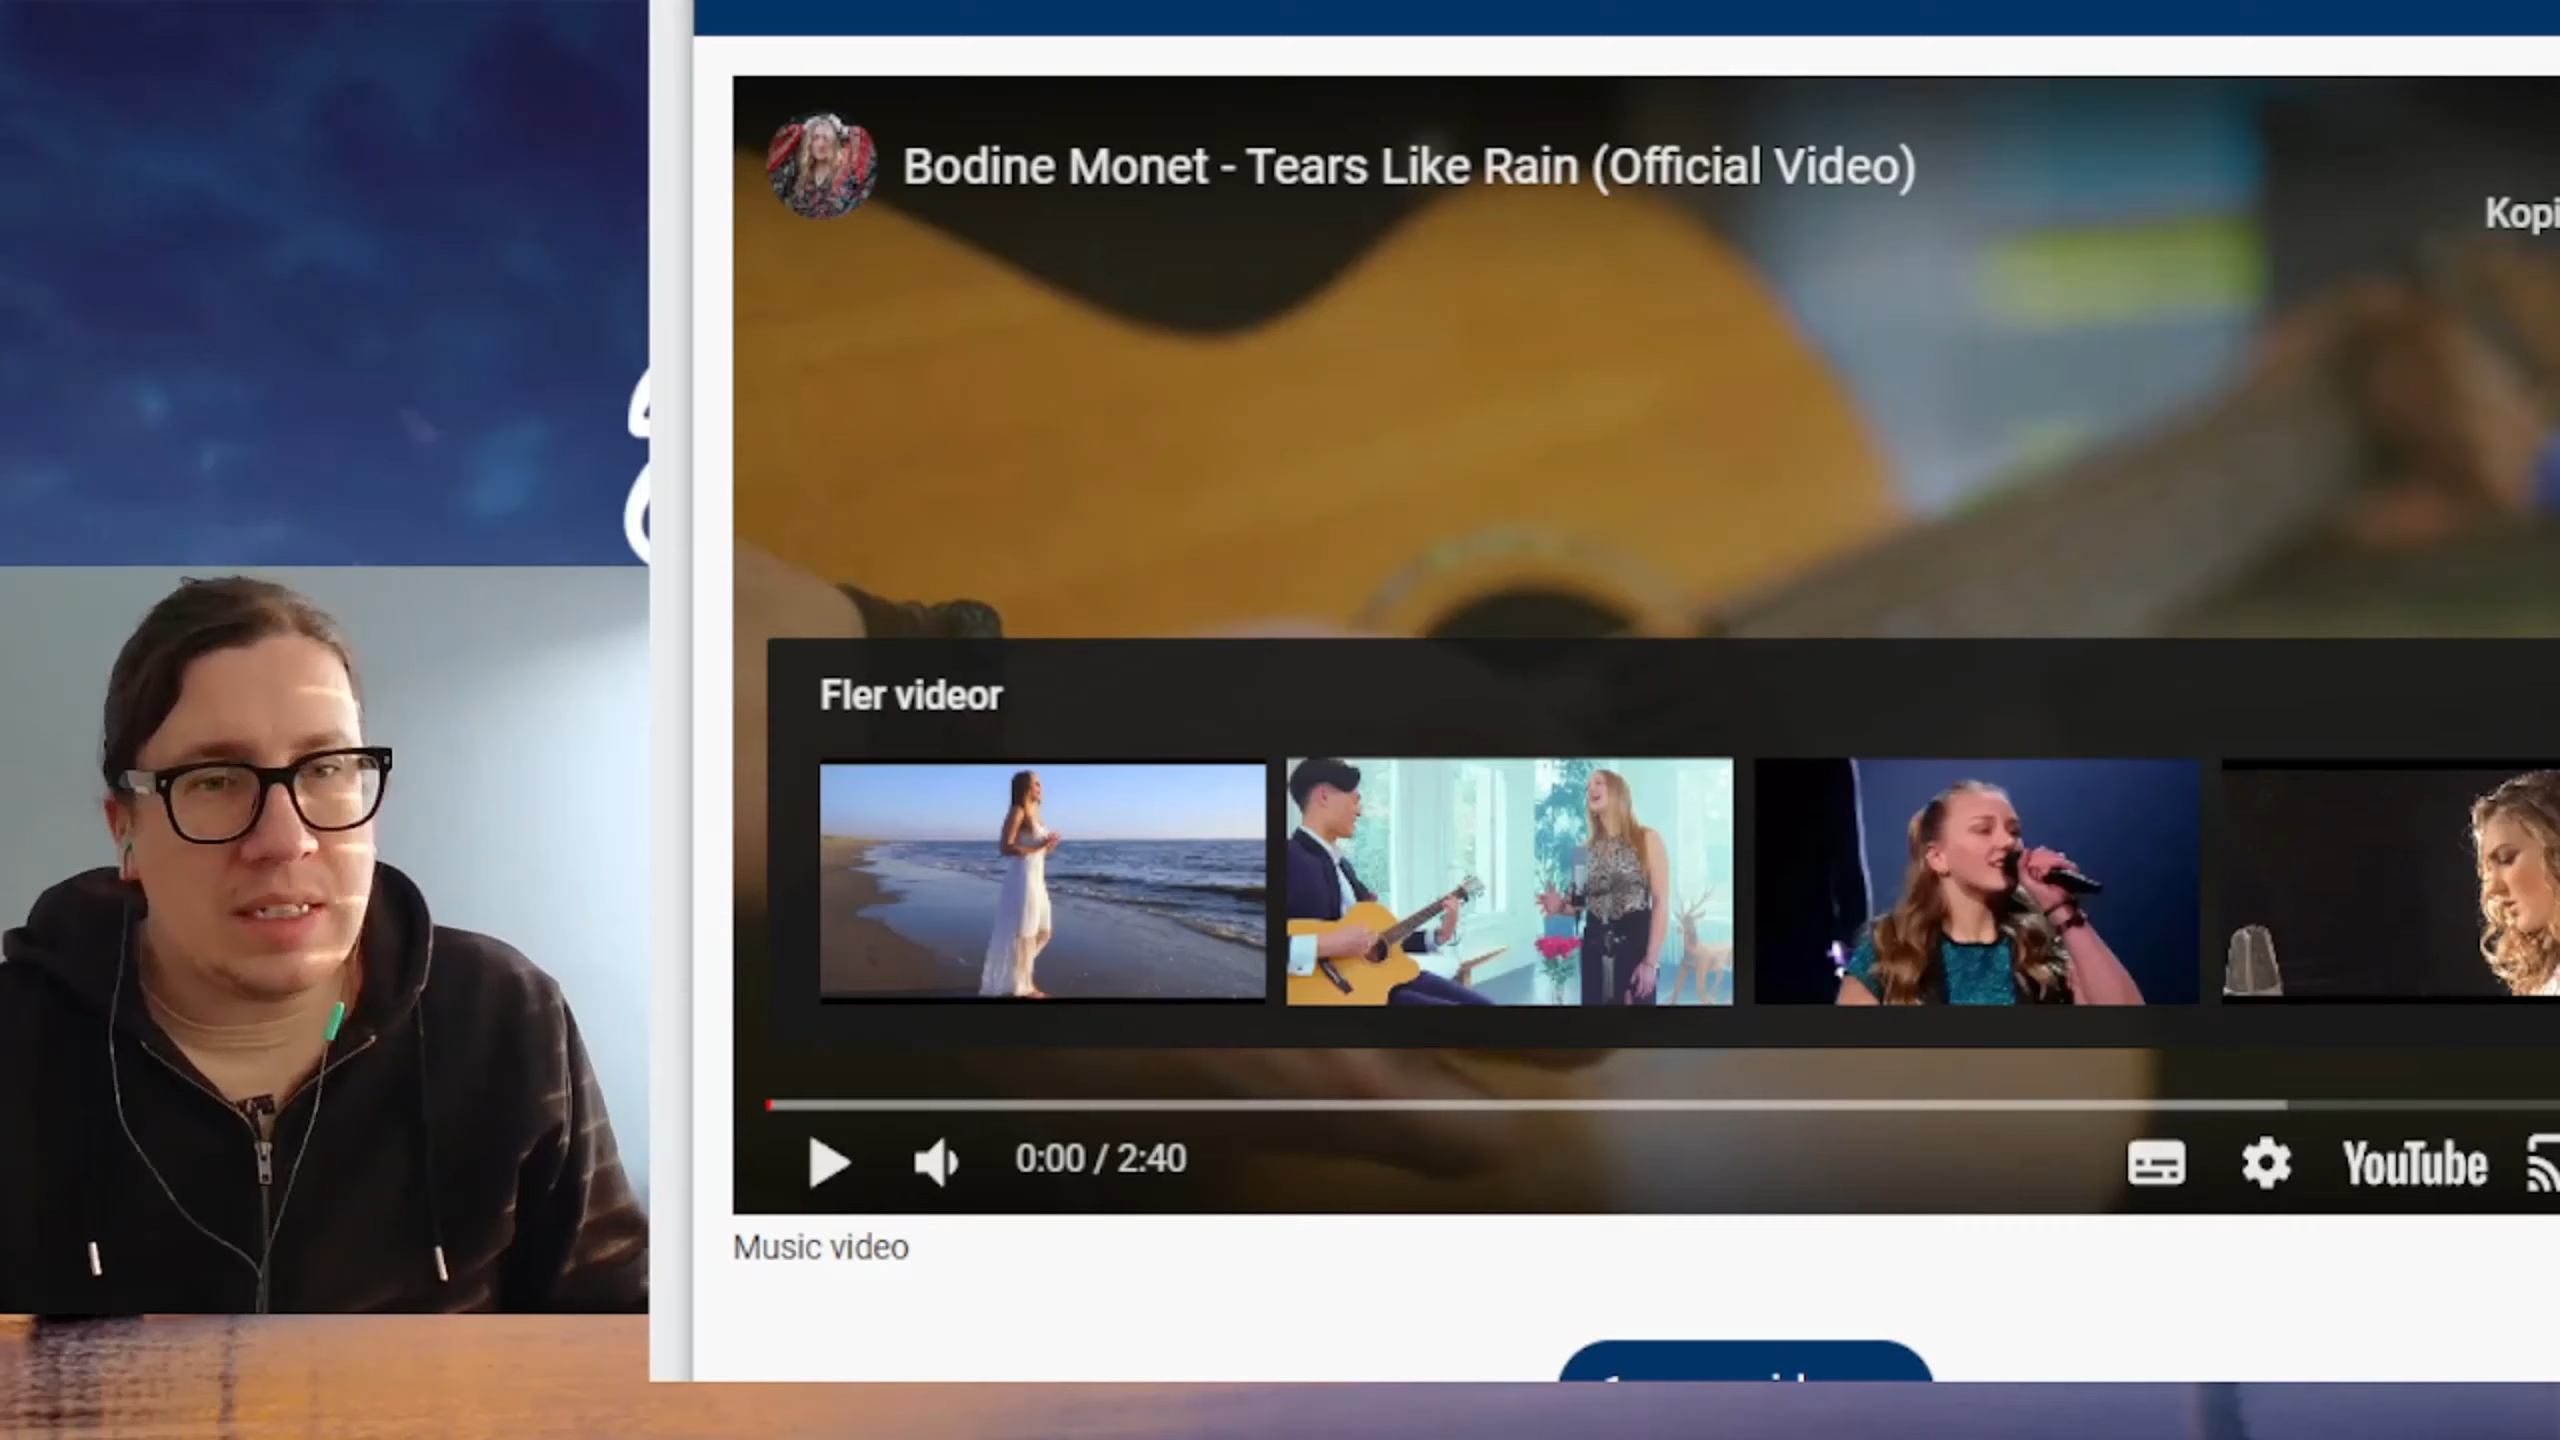 Bodine Monet - Tears Like Rain (Official Video)
Kopi
Fler videor
0:00 / 2:40
YouTube
Music video